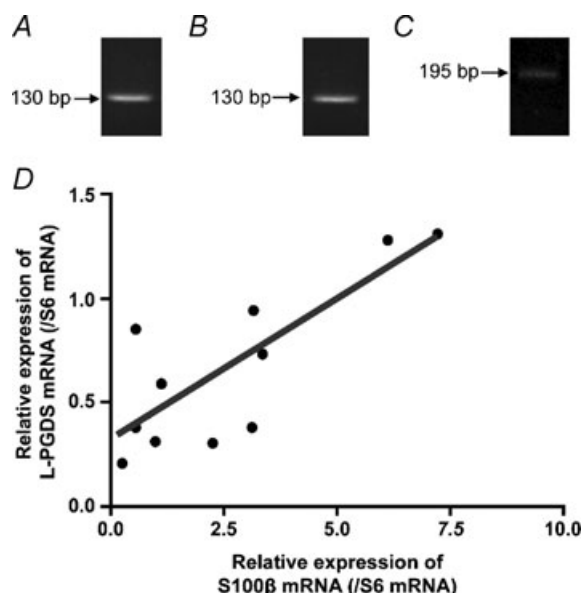 A
B
C
130 bp
130 bp
195 bp
D
Relative expression of
L-PGDS mRNA (/S6 mRNA)
1.5
1.0
0.5
0.0
0.0
2.5
5.0
7.5
10.0
Relative expression of
S100β mRNA (/S6 mRNA)